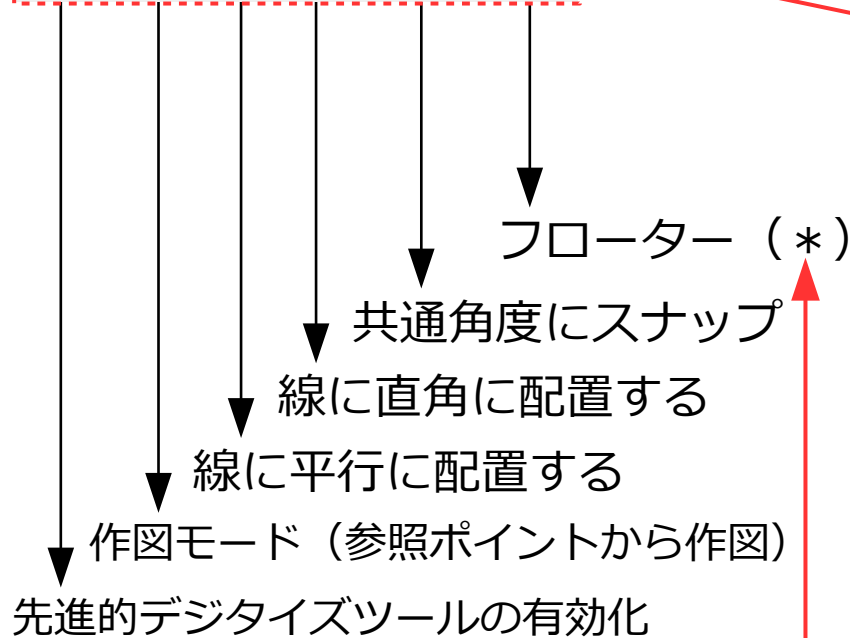 フローター（*）
共通角度にスナップ
線に直角に配置する
線に平行に配置する
作図モード（参照ポイントから作図）
先進的デジタイズツールの有効化